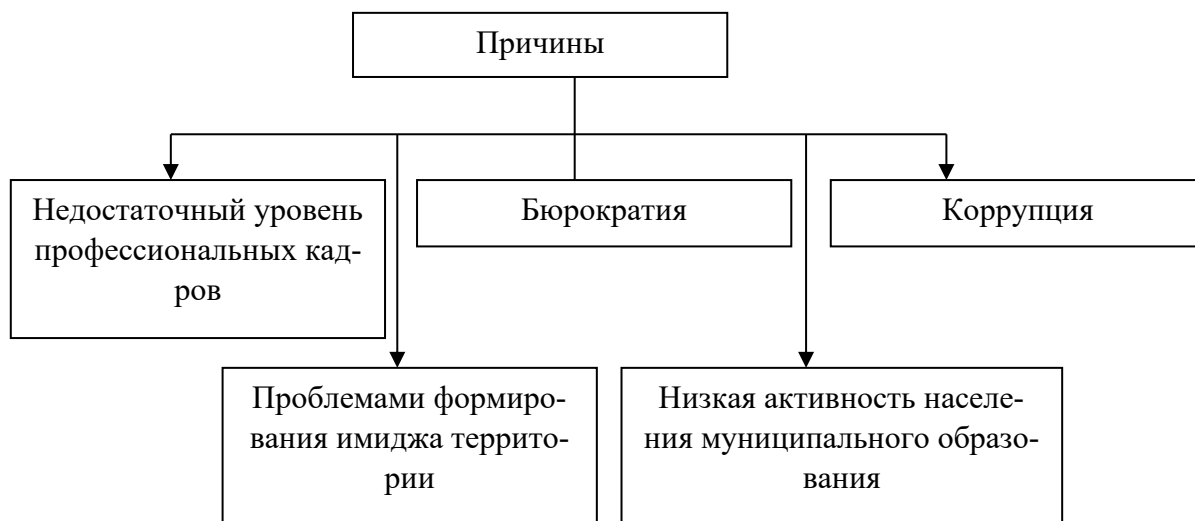 Причины
Недостаточный уровень
профессиональных кад-
ров
Бюрократия
Коррупция
Проблемами формиро-
вания имиджа террито-
рии
Низкая активность населе-
ния муниципального образо-
вания